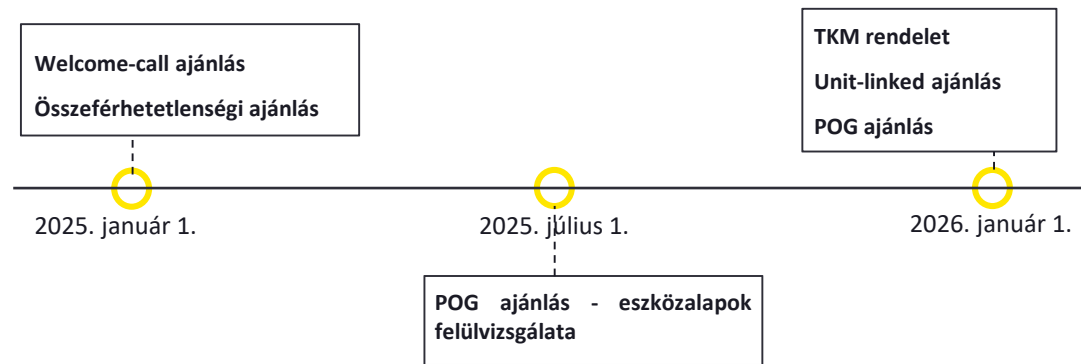 Welcome-call ajánlás
Összeférhetetlenségi ajánlás
TKM rendelet
Unit-linked ajánlás
POG ajánlás
2025. január 1.
2025. július 1.
2026. január 1.
POG ajánlás - eszközalapok
felülvizsgálata